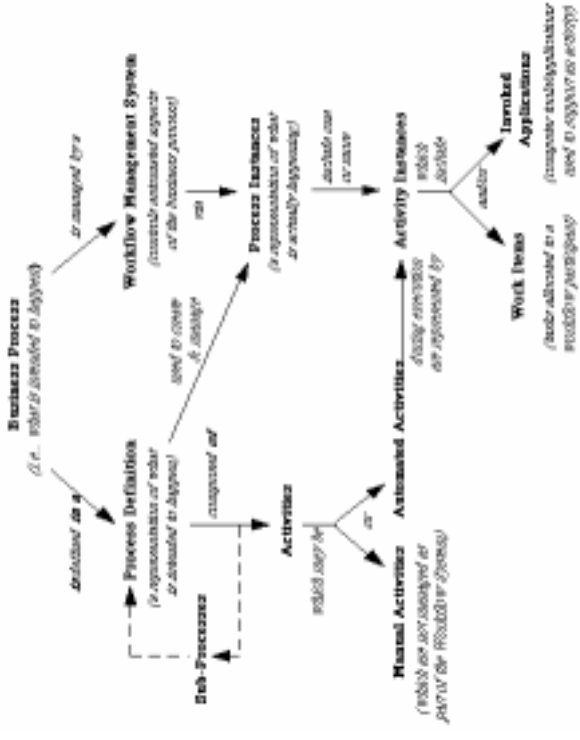 Business Process
(i.e., what is intended to happen)
is defined in a
is managed by a
Process Definition
(a representation of what
is intended to happen)
Workflow Management System
(controls automated aspects
of the business process)
Sub-Processes
composed of
used to create
& manage
via
Process Instances
(a representation of what
is actually happening)
Activities
which may be
or
include one
or more
Manual Activities
(which are not managed as
part of the Workflow System)
Automated Activities
during execution
are represented by
Activity Instances
which
include
and/or
Work Items
(tasks allocated to a
workflow participant)
Invoked
Applications
(computer tools/applications
used to support an activity)